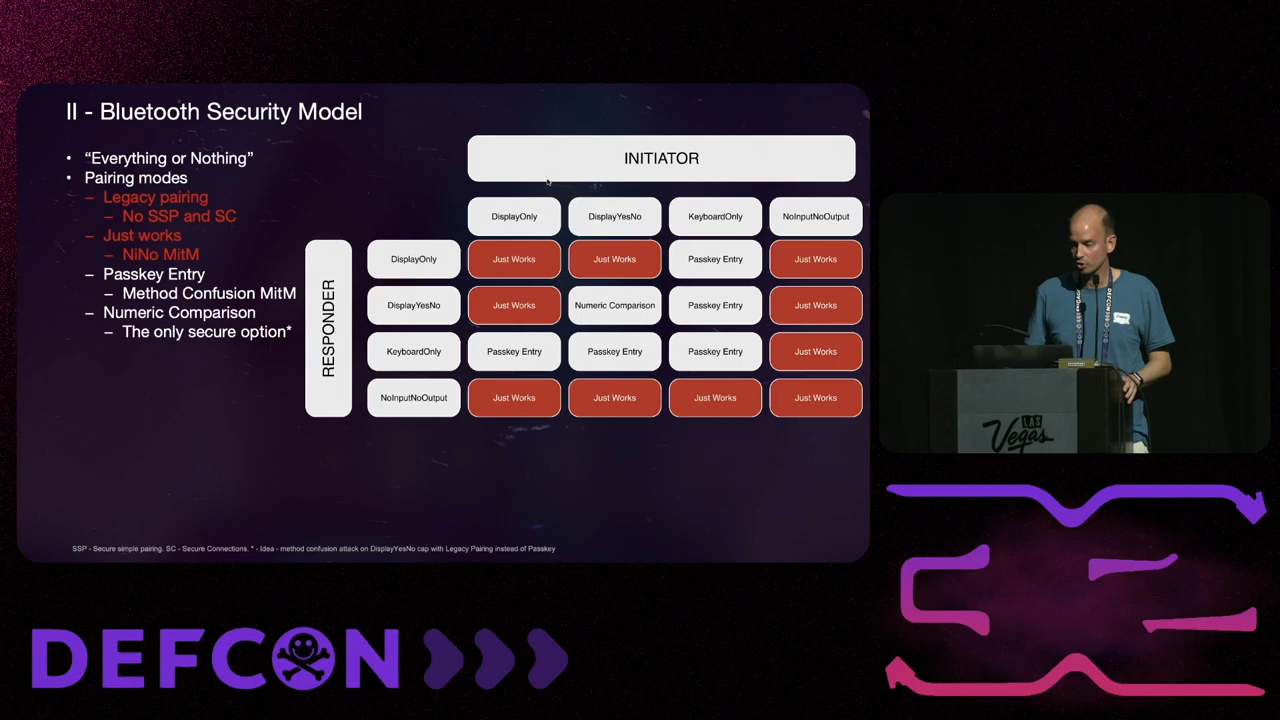 II - Bluetooth Security Model
• “Everything or Nothing”
• Pairing modes
– Legacy pairing
– No SSP and SC
– Just works
– NiNo MitM
– Passkey Entry
– Method Confusion MitM
– Numeric Comparison
– The only secure option*
INITIATOR
DisplayOnly DisplayYesNo KeyboardOnly NoInputNoOutput
RESPONDER
DisplayOnly Just Works Just Works Passkey Entry Just Works
DisplayYesNo Just Works Numeric Comparison Passkey Entry Just Works
KeyboardOnly Passkey Entry Passkey Entry Passkey Entry Just Works
NoInputNoOutput Just Works Just Works Just Works Just Works
SSP - Secure simple pairing. SC - Secure Connections. * - Idea - method confusion attack on DisplayYesNo cap with Legacy Pairing instead of Passkey
DEFCON
LAS
Vegas
DEFCON